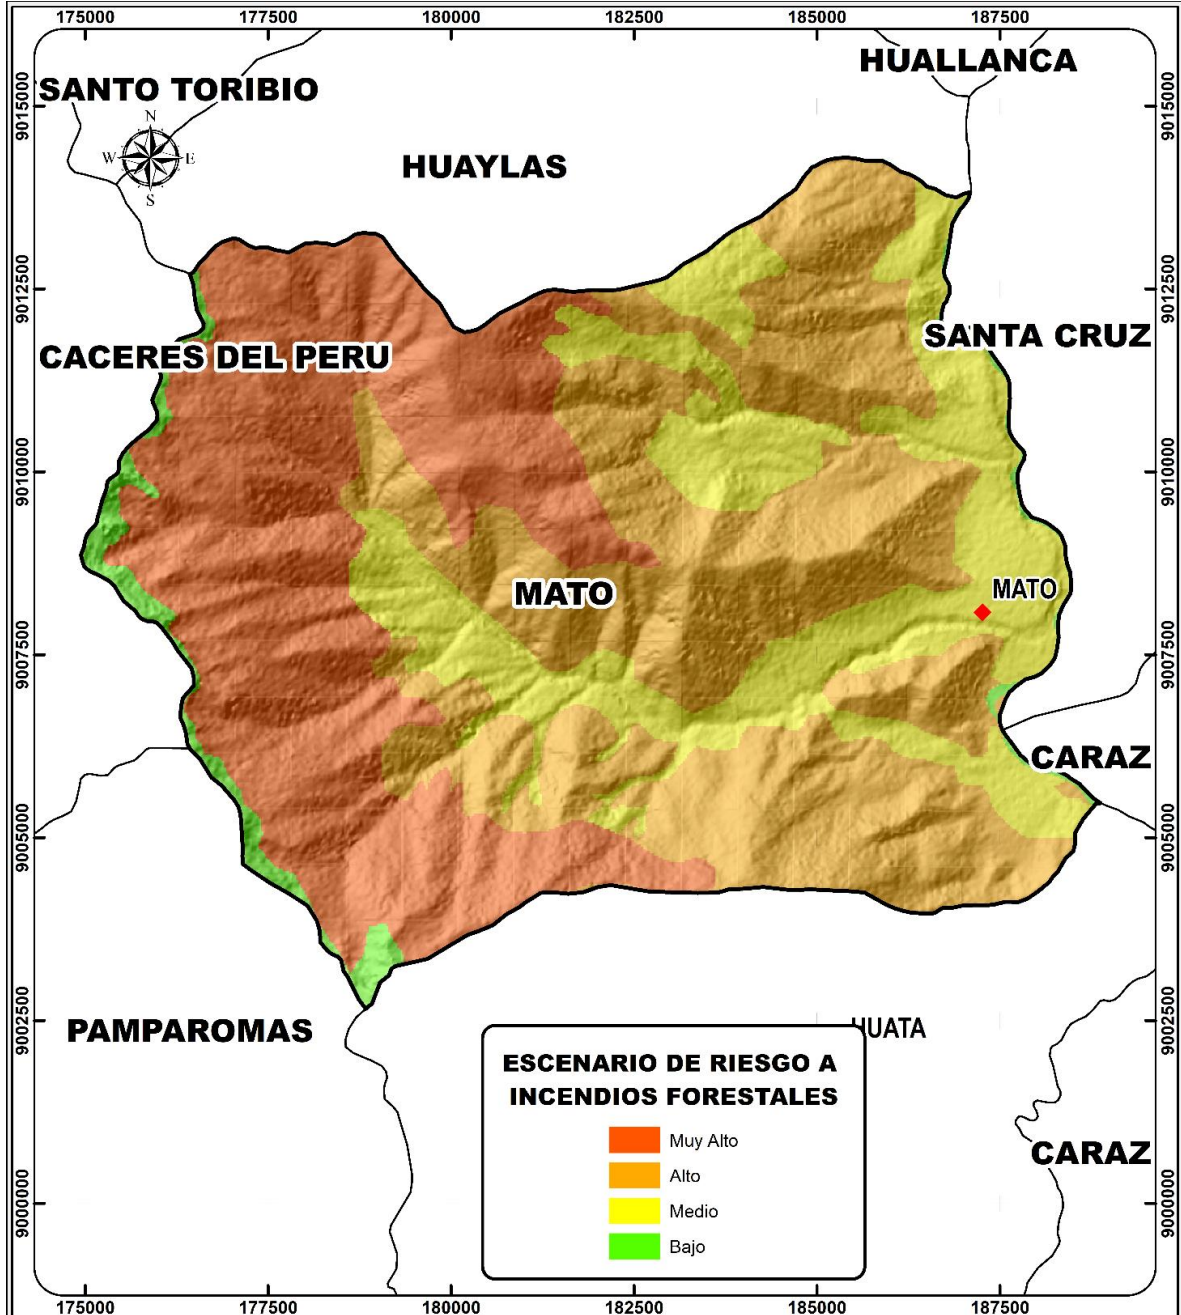 175000 177500 180000 182500 185000 187500
HUALLANCA
SANTO TORIBIO
9015000
9015000
N
W
E
S
HUAYLAS
9012500
9012500
SANTA CRUZ
CACERES DEL PERU
9010000
9010000
MATO
MATO
9007500
9007500
CARAZ
9005000
9005000
9002500
9002500
PAMPAROMAS
HUATA
ESCENARIO DE RIESGO A
INCENDIOS FORESTALES
Muy Alto
Alto
Medio
Bajo
CARAZ
9000000
9000000
175000 177500 180000 182500 185000 187500